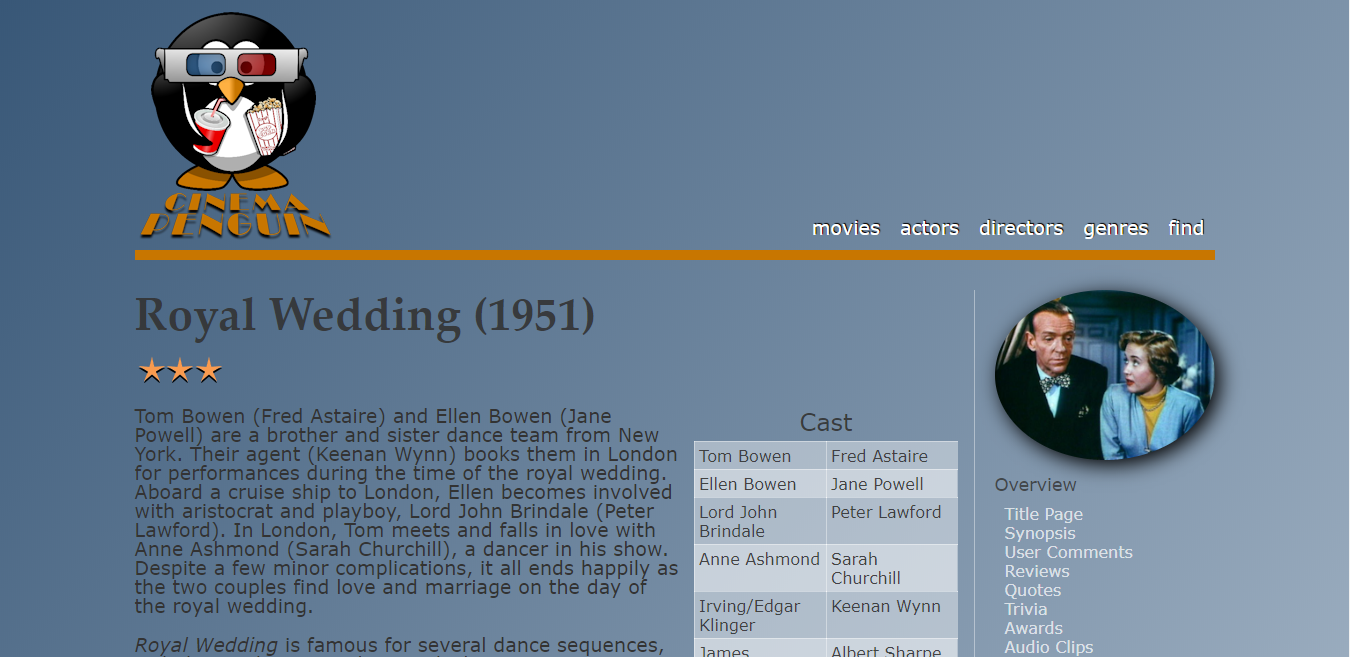 CINEMA
PENGUIN
movies actors directors genres find
Royal Wedding (1951)
Tom Bowen (Fred Astaire) and Ellen Bowen (Jane
Powell) are a brother and sister dance team from New
York. Their agent (Keenan Wynn) books them in London
for performances during the time of the royal wedding.
Aboard a cruise ship to London, Ellen becomes involved
with aristocrat and playboy, Lord John Brindale (Peter
Lawford). In London, Tom meets and falls in love with
Anne Ashmond (Sarah Churchill), a dancer in his show.
Despite a few minor complications, it all ends happily as
the two couples find love and marriage on the day of
the royal wedding.
Royal Wedding is famous for several dance sequences,
Cast
Tom Bowen Fred Astaire
Ellen Bowen Jane Powell
Lord John Peter Lawford
Brindale
Anne Ashmond Sarah
Churchill
Irving/Edgar Keenan Wynn
Klinger
James Albert Sharpe
Overview
Title Page
Synopsis
User Comments
Reviews
Quotes
Trivia
Awards
Audio Clips